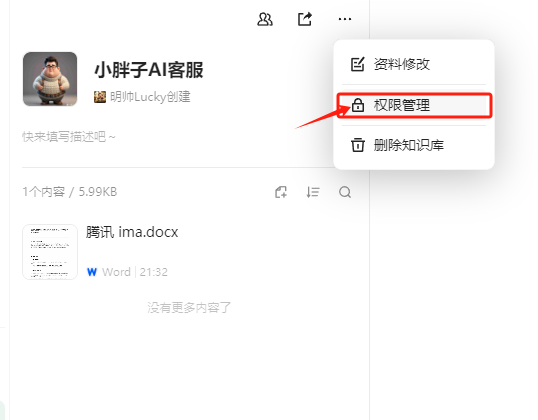 小胖子AI客服
明帅Lucky创建
快来填写描述吧～
资料修改
权限管理
删除知识库
1个内容 / 5.99KB
腾讯 ima.docx
W Word | 21:32
没有更多内容了